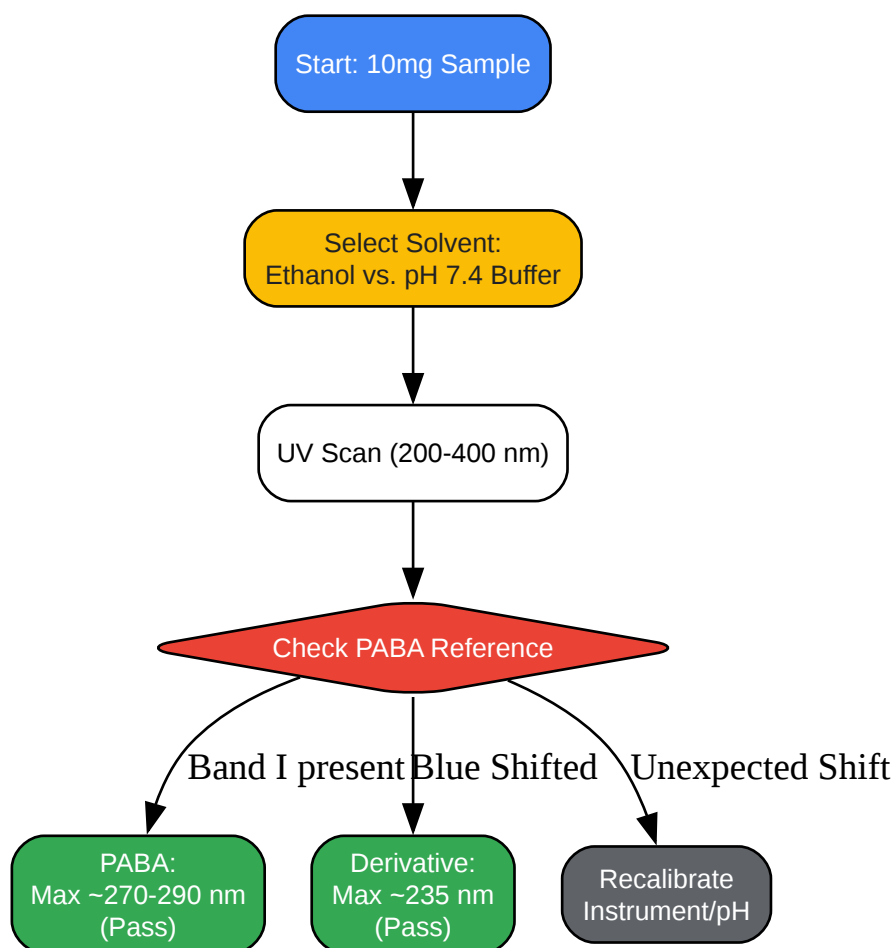 Start: 10mg Sample
Select Solvent:
Ethanol vs. pH 7.4 Buffer
UV Scan (200-400 nm)
Check PABA Reference
Band I present
Blue Shifted
Unexpected Shift
PABA:
Max ~270-290 nm
(Pass)
Derivative:
Max ~235 nm
(Pass)
Recalibrate
Instrument/pH